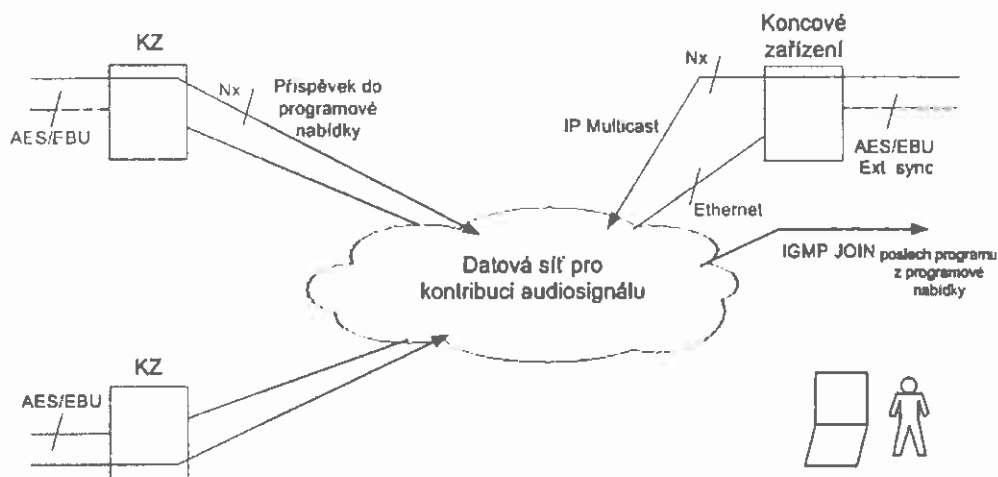 KZ
Nx
Příspěvek do
programové
nabídky
AES/EBU
Koncové
zařízení
Nx
IP Multicast
AES/EBU
Ext. sync
Ethernet
Datová síť pro
kontribuci audiosignálu
IGMP JOIN poslech programu
z programové
nabídky
KZ
AES/EBU